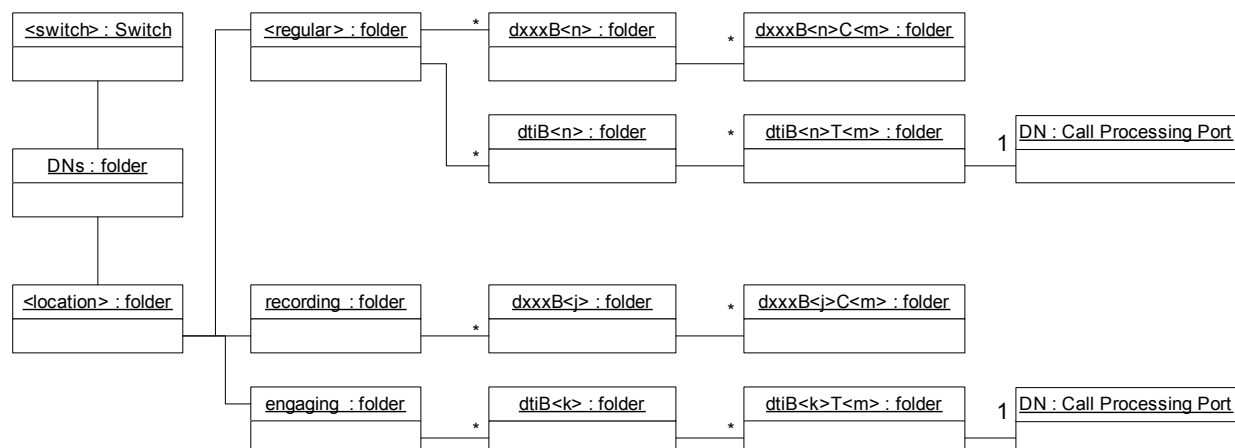 <switch> : Switch
<regular> : folder
*
dxxxB<n> : folder
*
dxxxB<n>C<m> : folder
DNs : folder
*
dtiB<n> : folder
*
dtiB<n>T<m> : folder
1
DN : Call Processing Port
<location> : folder
recording : folder
*
dxxxB<j> : folder
*
dxxxB<j>C<m> : folder
engaging : folder
*
dtiB<k> : folder
*
dtiB<k>T<m> : folder
1
DN : Call Processing Port